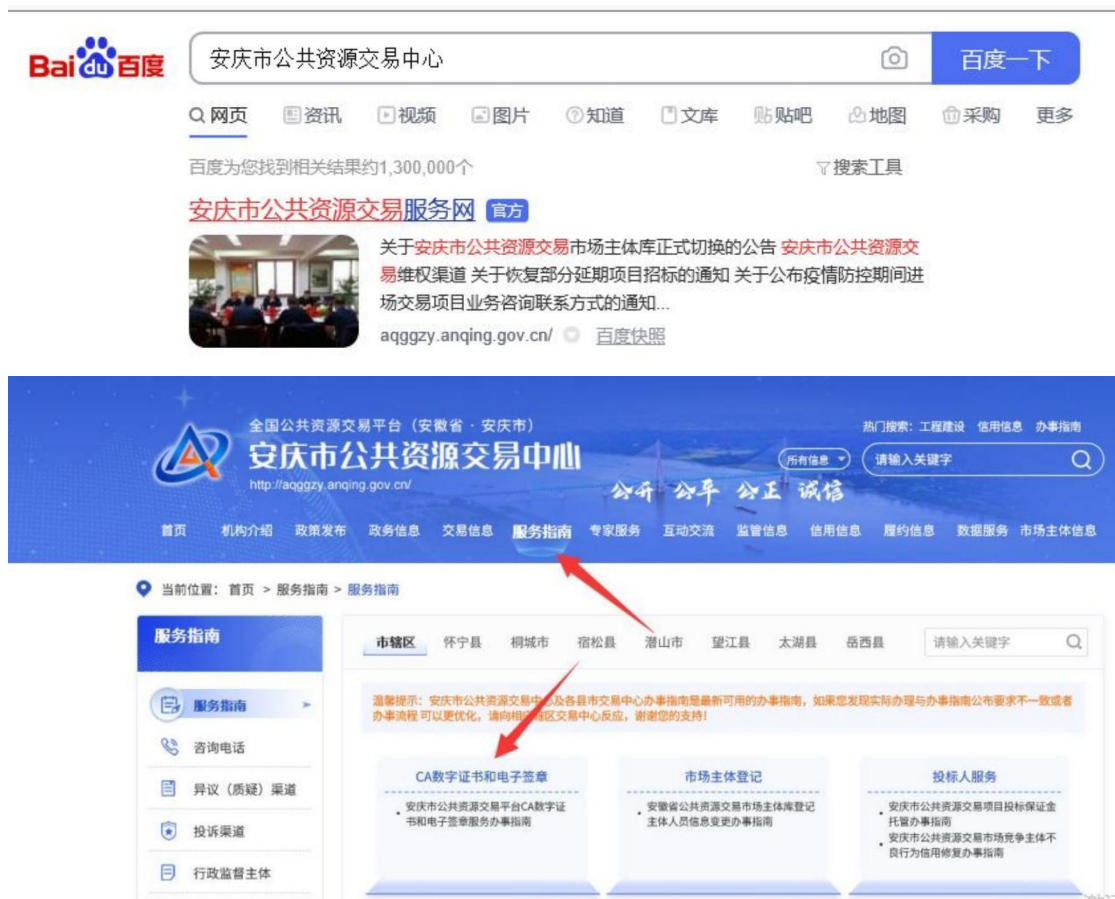 Bai du 百度
安庆市公共资源交易中心
百度一下
网页 资讯 视频 图片 知道 文库 贴吧 地图 采购 更多
百度为您找到相关结果约1,300,000个
搜索工具
安庆市公共资源交易服务网 官方
关于安庆市公共资源交易市场主体库正式切换的公告 安庆市公共资源交
易维权渠道 关于恢复部分延期项目招标的通知 关于公布疫情防控期间进
场交易项目业务咨询联系方式的通知...
aqggzy.anqing.gov.cn/ 百度快照
全国公共资源交易平台（安徽省 · 安庆市）
安庆市公共资源交易中心
http://aqggzy.anqing.gov.cn/
热门搜索： 工程建设 信用信息 办事指南
所有信息
请输入关键字
公开 公平 公正 诚信
首页 机构介绍 政策发布 政务信息 交易信息 服务指南 专家服务 互动交流 监管信息 信用信息 履约信息 数据服务 市场主体信息
当前位置： 首页 > 服务指南 > 服务指南
服务指南
服务指南
咨询电话
异议（质疑）渠道
投诉渠道
行政监督主体
市辖区 怀宁县 桐城市 宿松县 潜山市 望江县 太湖县 岳西县
请输入关键字
温馨提示：安庆市公共资源交易中心及各县市交易中心办事指南是最新可用的办事指南，如果您发现实际办理与办事指南公布要求不一致或者
办事流程 可以更优化，请向相应辖区交易中心反应，谢谢您的支持！
CA数字证书和电子签章
安庆市公共资源交易平台CA数字证
书和电子签章服务办事指南
市场主体登记
安徽省公共资源交易市场主体库登记
主体人员信息变更办事指南
投标人服务
安庆市公共资源交易项目投标保证金
托管办事指南
安庆市公共资源交易市场竞争主体不
良行为信用修复办事指南